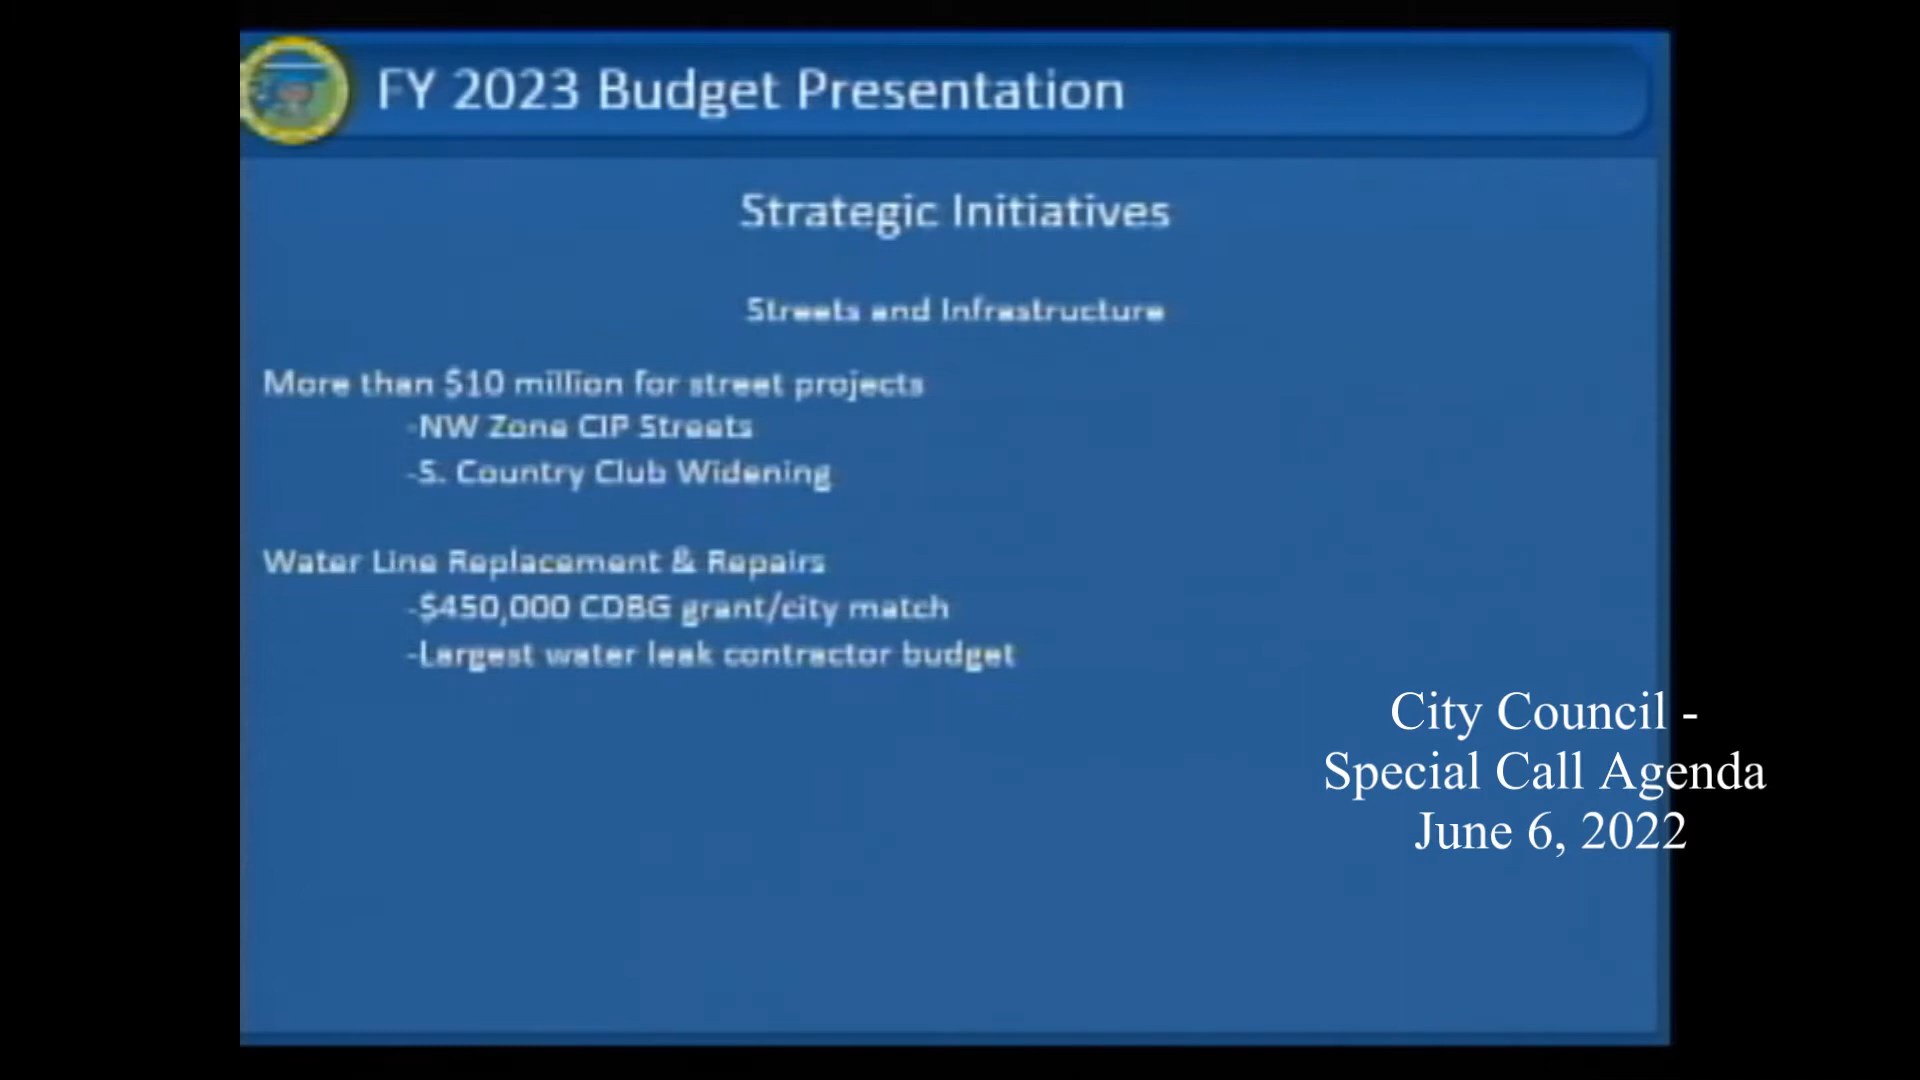 FY 2023 Budget Presentation
Strategic Initiatives
Streets and Infrastructure
More than $10 million for street projects
-NW Zone CIP Streets
-S. Country Club Widening
Water Line Replacement & Repairs
-$450,000 CDBG grant/city match
-Largest water leak contractor budget
City Council -
Special Call Agenda
June 6, 2022